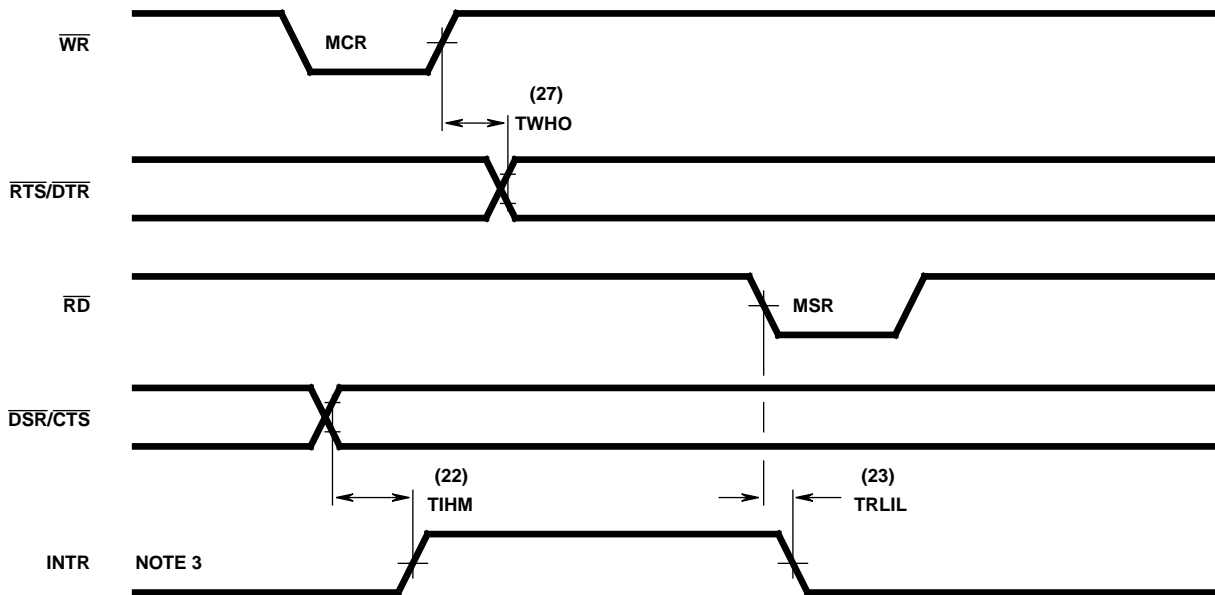 WR
MCR
(27)
TWHO
RTS/DTR
RD
MSR
DSR/CTS
(22)
TIHM
(23)
TRLIL
INTR
NOTE 3